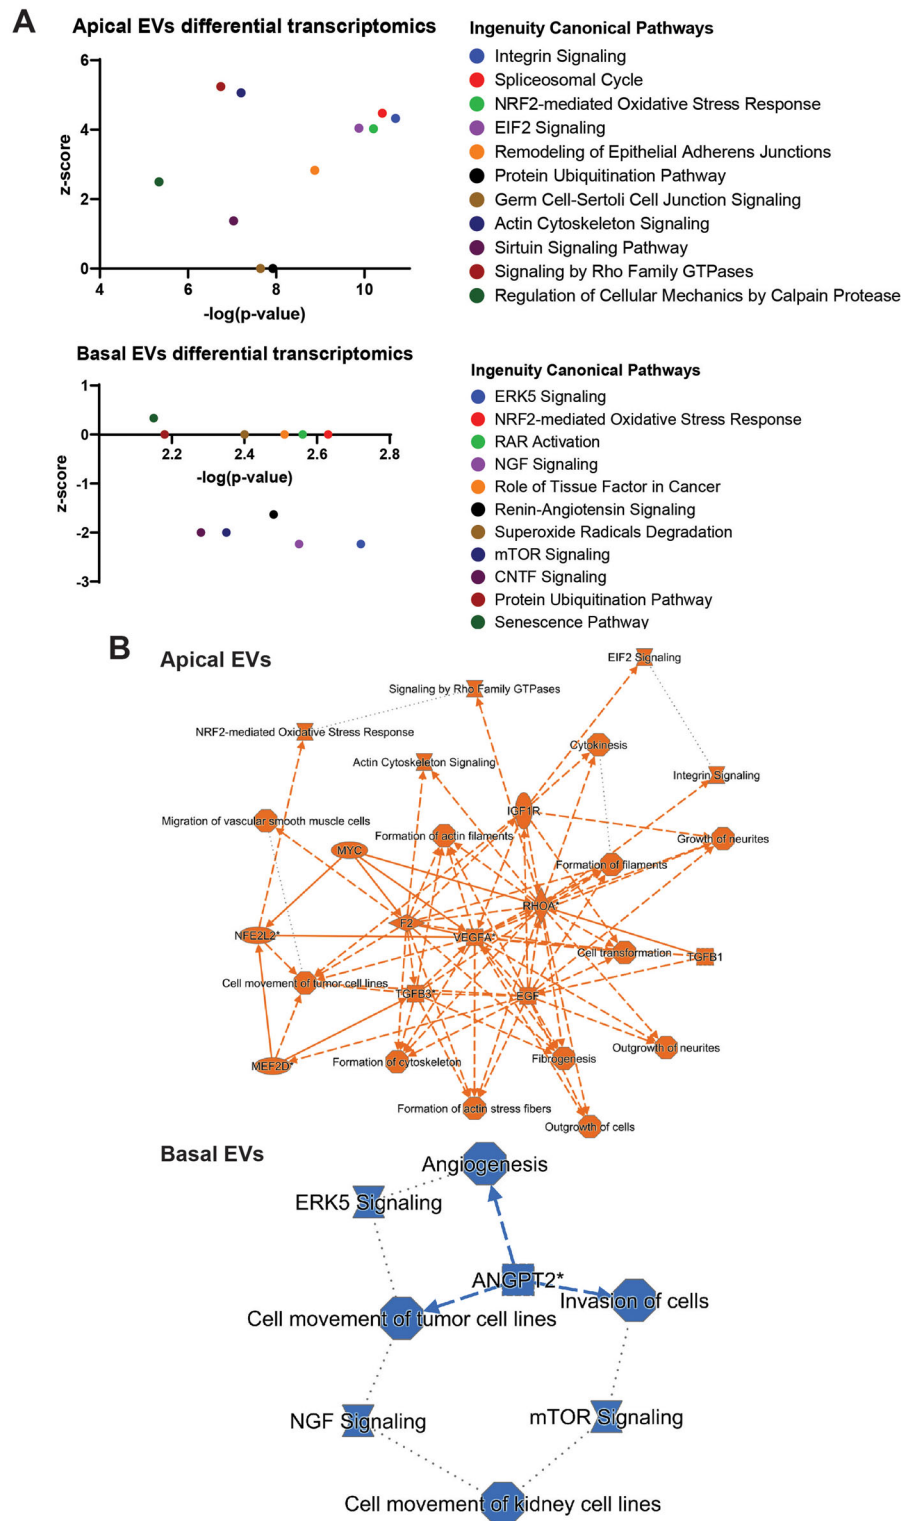 A
Apical EVs differential transcriptomics
6
4
2
0
z-score
4
6
8
10
-log(p-value)
Ingenuity Canonical Pathways
Integrin Signaling
Spliceosomal Cycle
NRF2-mediated Oxidative Stress Response
EIF2 Signaling
Remodeling of Epithelial Adherens Junctions
Protein Ubiquitination Pathway
Germ Cell-Sertoli Cell Junction Signaling
Actin Cytoskeleton Signaling
Sirtuin Signaling Pathway
Signaling by Rho Family GTPases
Regulation of Cellular Mechanics by Calpain Protease
Basal EVs differential transcriptomics
1
0
-1
-2
-3
z-score
2.2
2.4
2.6
2.8
-log(p-value)
Ingenuity Canonical Pathways
ERK5 Signaling
NRF2-mediated Oxidative Stress Response
RAR Activation
NGF Signaling
Role of Tissue Factor in Cancer
Renin-Angiotensin Signaling
Superoxide Radicals Degradation
mTOR Signaling
CNTF Signaling
Protein Ubiquitination Pathway
Senescence Pathway
B
Apical EVs
EIF2 Signaling
Signaling by Rho Family GTPases
NRF2-mediated Oxidative Stress Response
Cytokinesis
Actin Cytoskeleton Signaling
Integrin Signaling
IGF1R
Migration of vascular smooth muscle cells
Formation of actin filaments
Growth of neurites
MYC
Formation of filaments
RHOA*
F2
NFE2L2*
VEGFA*
Cell transformation
TGFB1
Cell movement of tumor cell lines
TGFB3*
EGF
Outgrowth of neurites
MEF2D*
Formation of cytoskeleton
Fibrogenesis
Formation of actin stress fibers
Outgrowth of cells
Basal EVs
Angiogenesis
ERK5 Signaling
ANGPT2*
Invasion of cells
Cell movement of tumor cell lines
NGF Signaling
mTOR Signaling
Cell movement of kidney cell lines